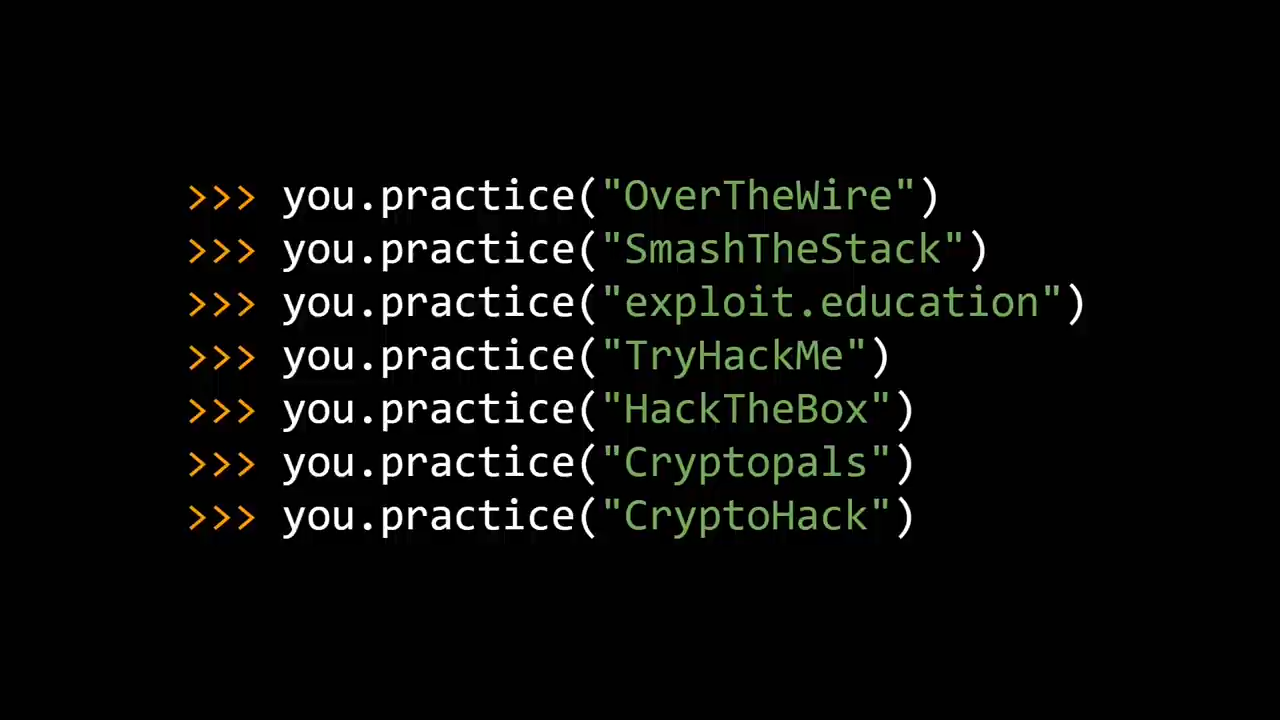 >>> you.practice("OverTheWire")
>>> you.practice("SmashTheStack")
>>> you.practice("exploit.education")
>>> you.practice("TryHackMe")
>>> you.practice("HackTheBox")
>>> you.practice("Cryptopals")
>>> you.practice("CryptoHack")